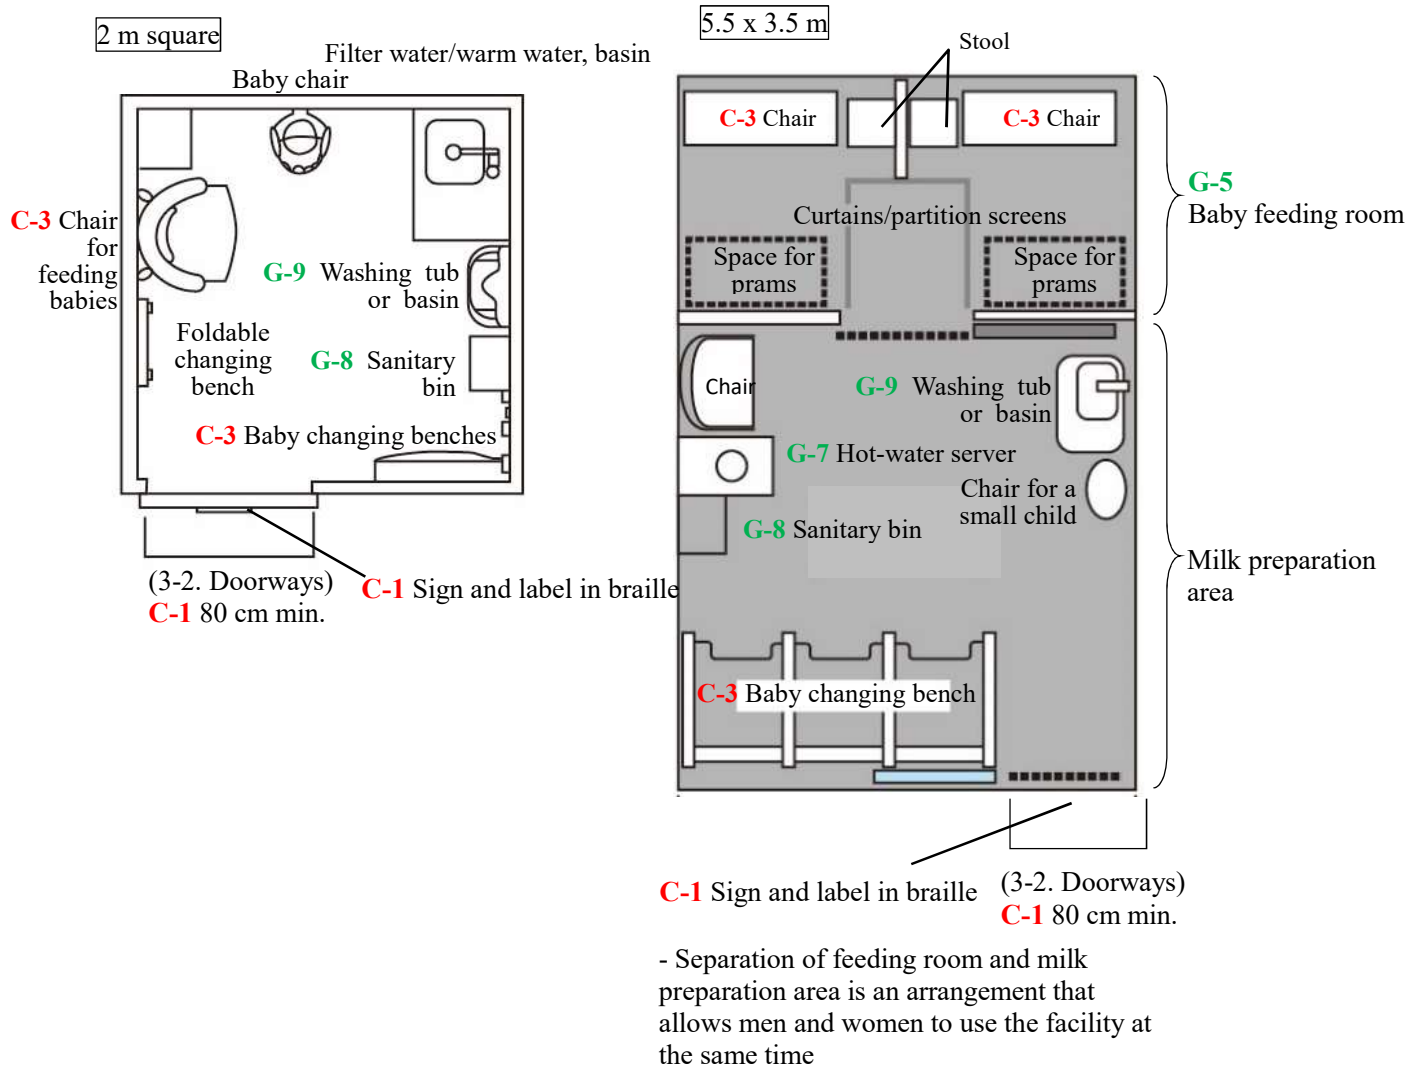 2 m square
Filter water/warm water, basin
Baby chair
C-3 Chair
for
feeding
babies
G-9 Washing tub
or basin
Foldable
changing
bench
G-8 Sanitary
bin
C-3 Baby changing benches
(3-2. Doorways)
C-1 80 cm min.
C-1 Sign and label in braille
5.5 x 3.5 m
Stool
C-3 Chair
C-3 Chair
G-5
Baby feeding room
Curtains/partition screens
Space for
prams
Space for
prams
Chair
G-9 Washing tub
or basin
G-7 Hot-water server
Chair for a
small child
G-8 Sanitary bin
Milk preparation
area
C-3 Baby changing bench
C-1 Sign and label in braille
(3-2. Doorways)
C-1 80 cm min.
- Separation of feeding room and milk
preparation area is an arrangement that
allows men and women to use the facility at
the same time